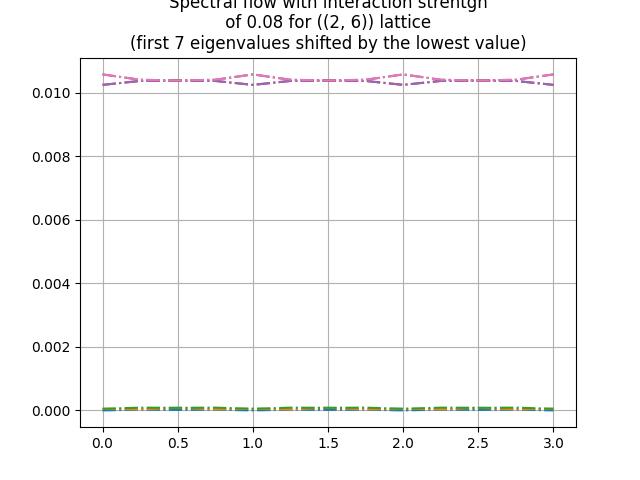 Spectral flow with interaction strentgh
of 0.08 for ((2, 6)) lattice
(first 7 eigenvalues shifted by the lowest value)
0.010
0.008
0.006
0.004
0.002
0.000
0.0 0.5 1.0 1.5 2.0 2.5 3.0